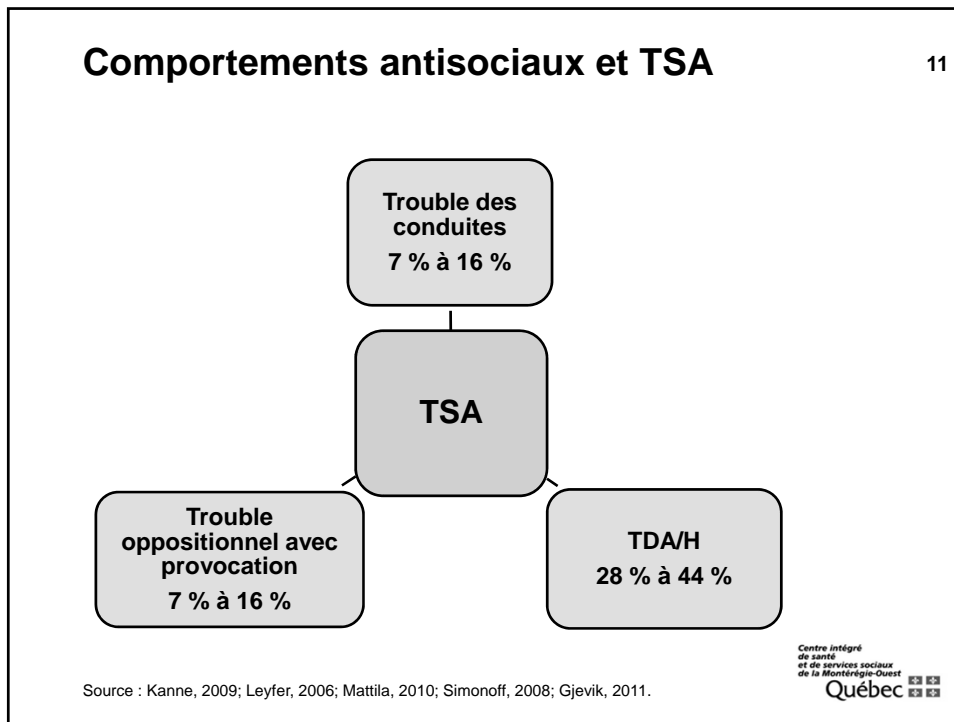 Comportements antisociaux et TSA
11
Trouble des
conduites
7 % à 16 %
TSA
Trouble
oppositionnel avec
provocation
7 % à 16 %
TDA/H
28 % à 44 %
Source : Kanne, 2009; Leyfer, 2006; Mattila, 2010; Simonoff, 2008; Gjevik, 2011.
Centre intégré
de santé
et de services sociaux
de la Montérégie-Ouest
Québec